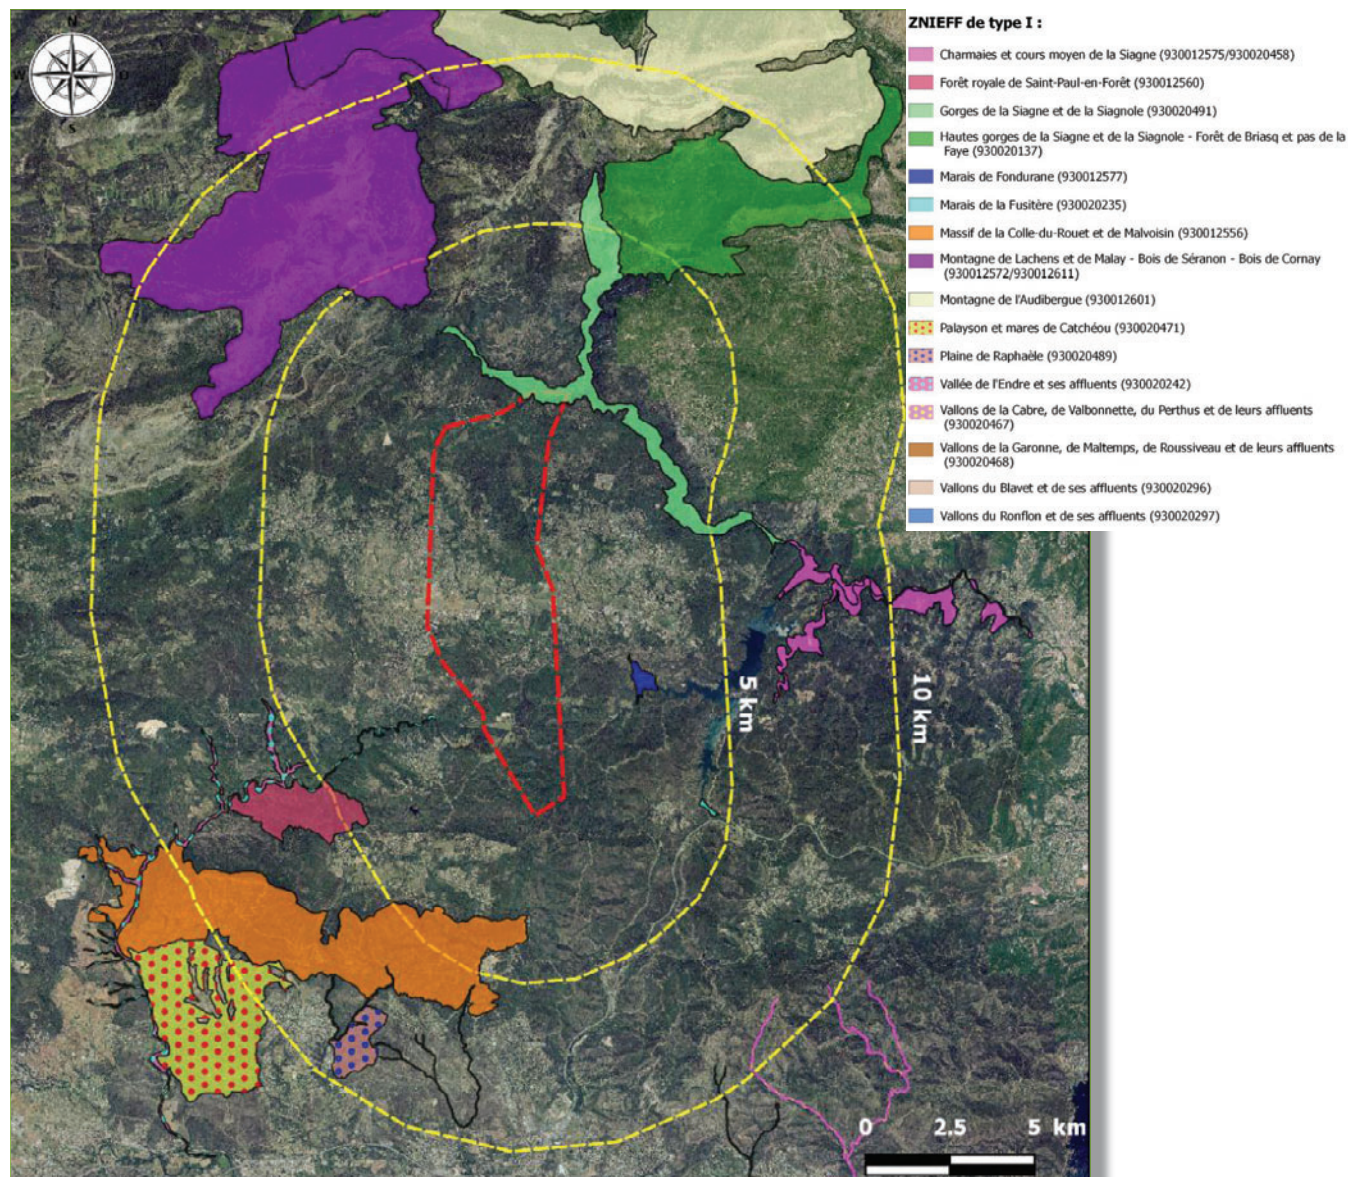 ZNIEFF de type I :
N
W
O
S
Charmaies et cours moyen de la Siagne (930012575/930020458)
Forêt royale de Saint-Paul-en-Forêt (930012560)
Gorges de la Siagne et de la Siagnole (930020491)
Hautes gorges de la Siagne et de la Siagnole - Forêt de Briasq et pas de la
Faye (930020137)
Marais de Fondurane (930012577)
Marais de la Fusitère (930020235)
Massif de la Colle-du-Rouet et de Malvoisin (930012556)
Montagne de Lachens et de Malay - Bois de Séranon - Bois de Cornay
(930012572/930012611)
Montagne de l'Audibergue (930012601)
Palayson et mares de Catchéou (930020471)
Plaine de Raphaèle (930020489)
Vallée de l'Endre et ses affluents (930020242)
Vallons de la Cabre, de Valbonnette, du Perthus et de leurs affluents
(930020467)
Vallons de la Garonne, de Maltemps, de Roussiveau et de leurs affluents
(930020468)
Vallons du Blavet et de ses affluents (930020296)
Vallons du Ronflon et de ses affluents (930020297)
5 km
10 km
0 2.5 5 km